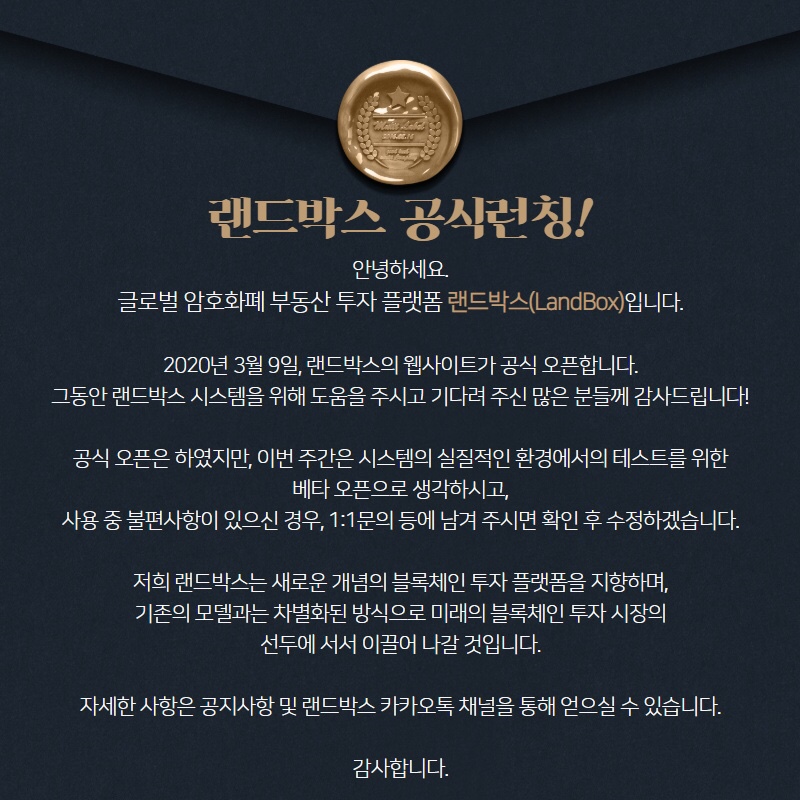 랜드박스 공식런칭!
안녕하세요.
글로벌 암호화폐 부동산 투자 플랫폼 랜드박스(LandBox)입니다.
2020년 3월 9일, 랜드박스의 웹사이트가 공식 오픈합니다.
그동안 랜드박스 시스템을 위해 도움을 주시고 기다려 주신 많은 분들께 감사드립니다!
공식 오픈은 하였지만, 이번 주간은 시스템의 실질적인 환경에서의 테스트를 위한
베타 오픈으로 생각하시고,
사용 중 불편사항이 있으신 경우, 1:1문의 등에 남겨 주시면 확인 후 수정하겠습니다.
저희 랜드박스는 새로운 개념의 블록체인 투자 플랫폼을 지향하며,
기존의 모델과는 차별화된 방식으로 미래의 블록체인 투자 시장의
선두에 서서 이끌어 나갈 것입니다.
자세한 사항은 공지사항 및 랜드박스 카카오톡 채널을 통해 얻으실 수 있습니다.
감사합니다.